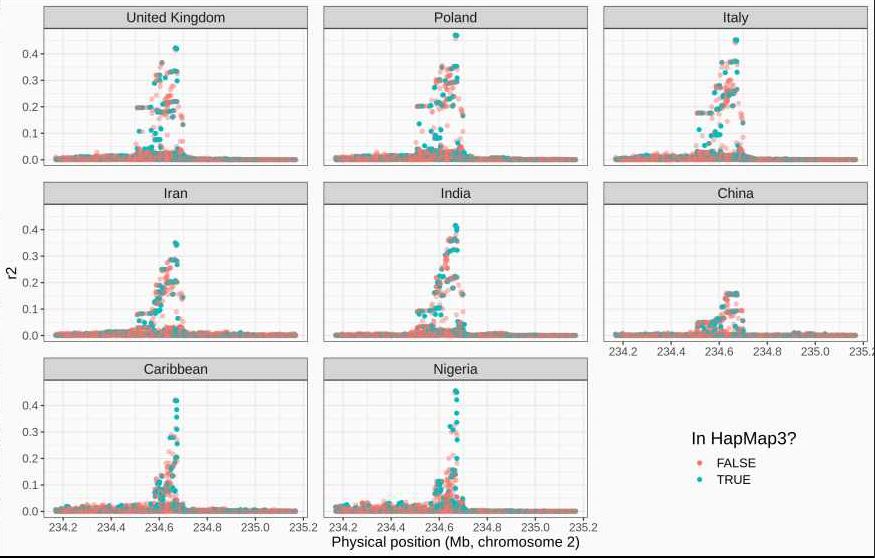 United Kingdom Poland Italy
0.4
0.3
0.2
0.1
0.0
Iran India China
0.4
0.3
0.2
0.1
0.0
r2
234.2 234.4 234.6 234.8 235.0 235.2
Caribbean Nigeria
0.4
0.3
0.2
0.1
0.0
In HapMap3?
FALSE
TRUE
234.2 234.4 234.6 234.8 235.0 235.2 234.2 234.4 234.6 234.8 235.0 235.2
Physical position (Mb, chromosome 2)